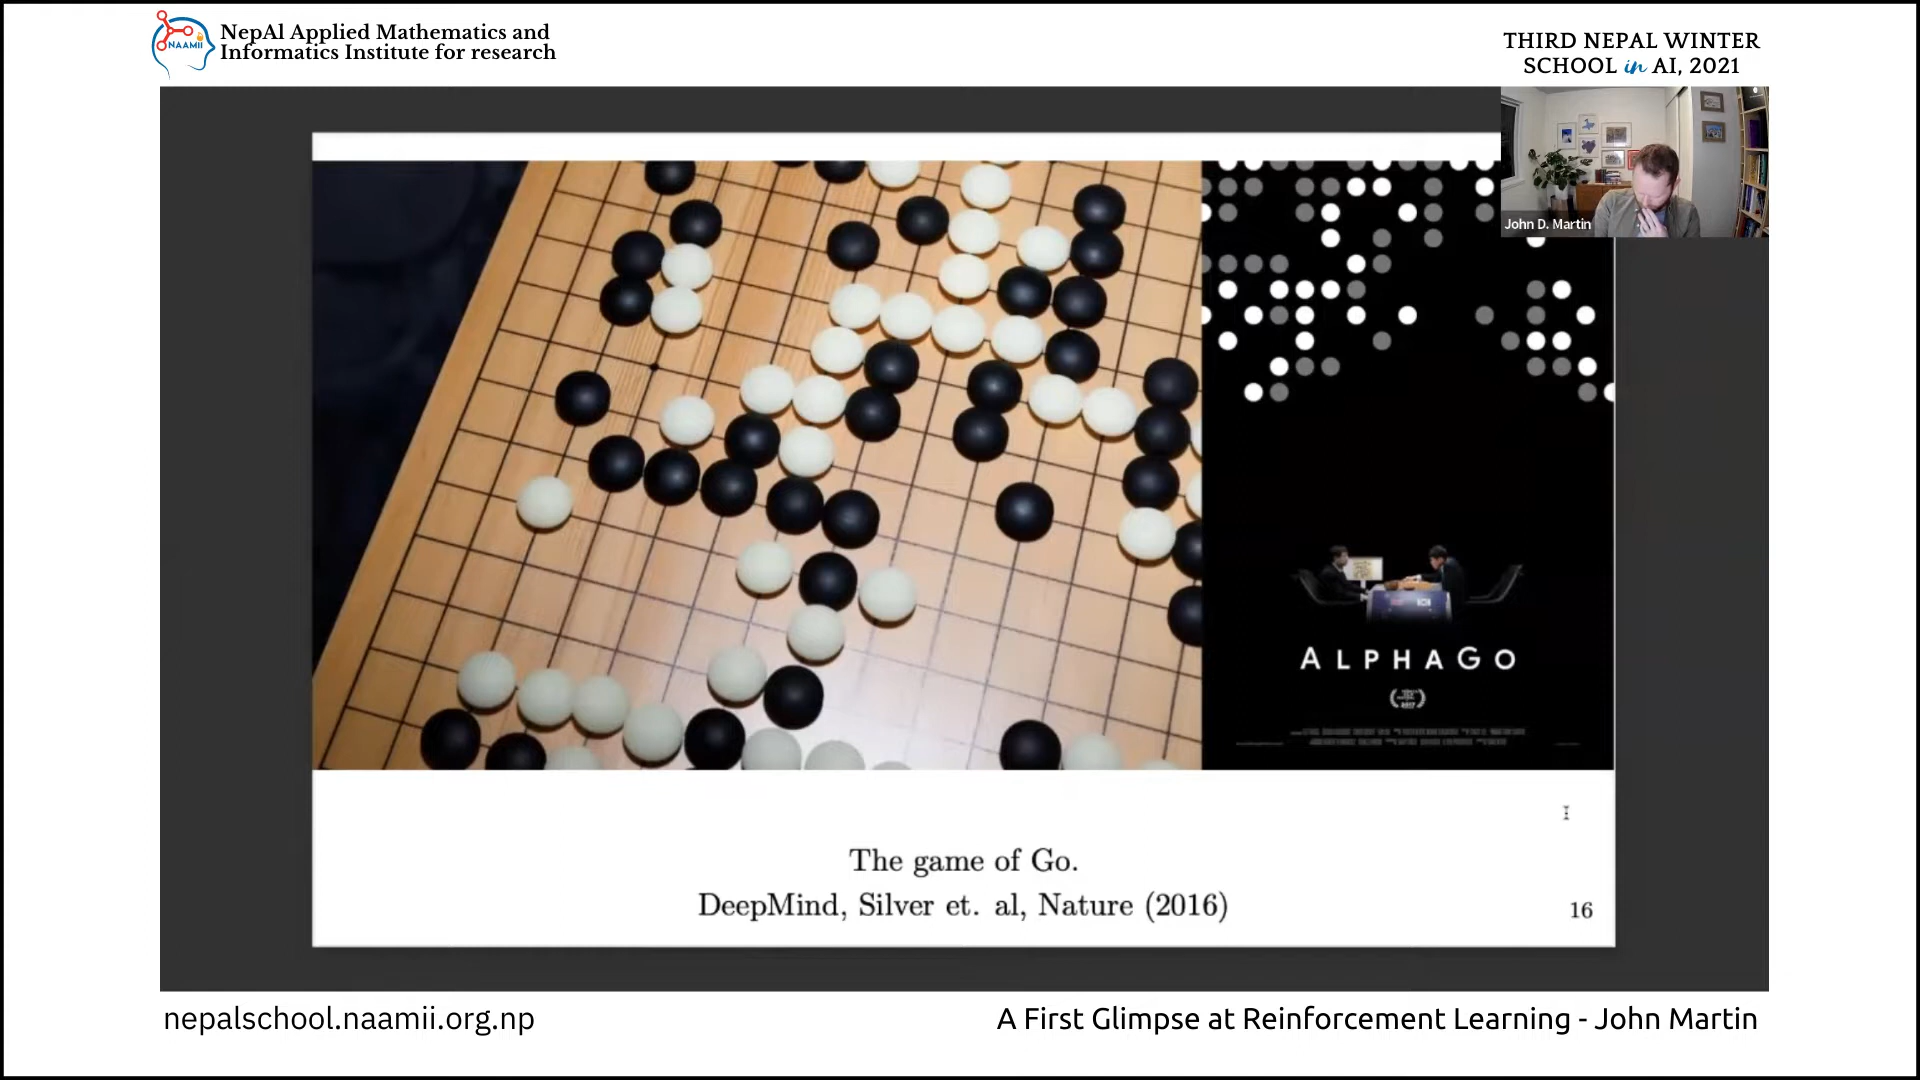 NAAMII
NepAl Applied Mathematics and
Informatics Institute for research
THIRD NEPAL WINTER
SCHOOL in AI, 2021
John D. Martin
ALPHAGO
2017
The game of Go.
DeepMind, Silver et. al, Nature (2016)
16
nepalschool.naamii.org.np
A First Glimpse at Reinforcement Learning - John Martin